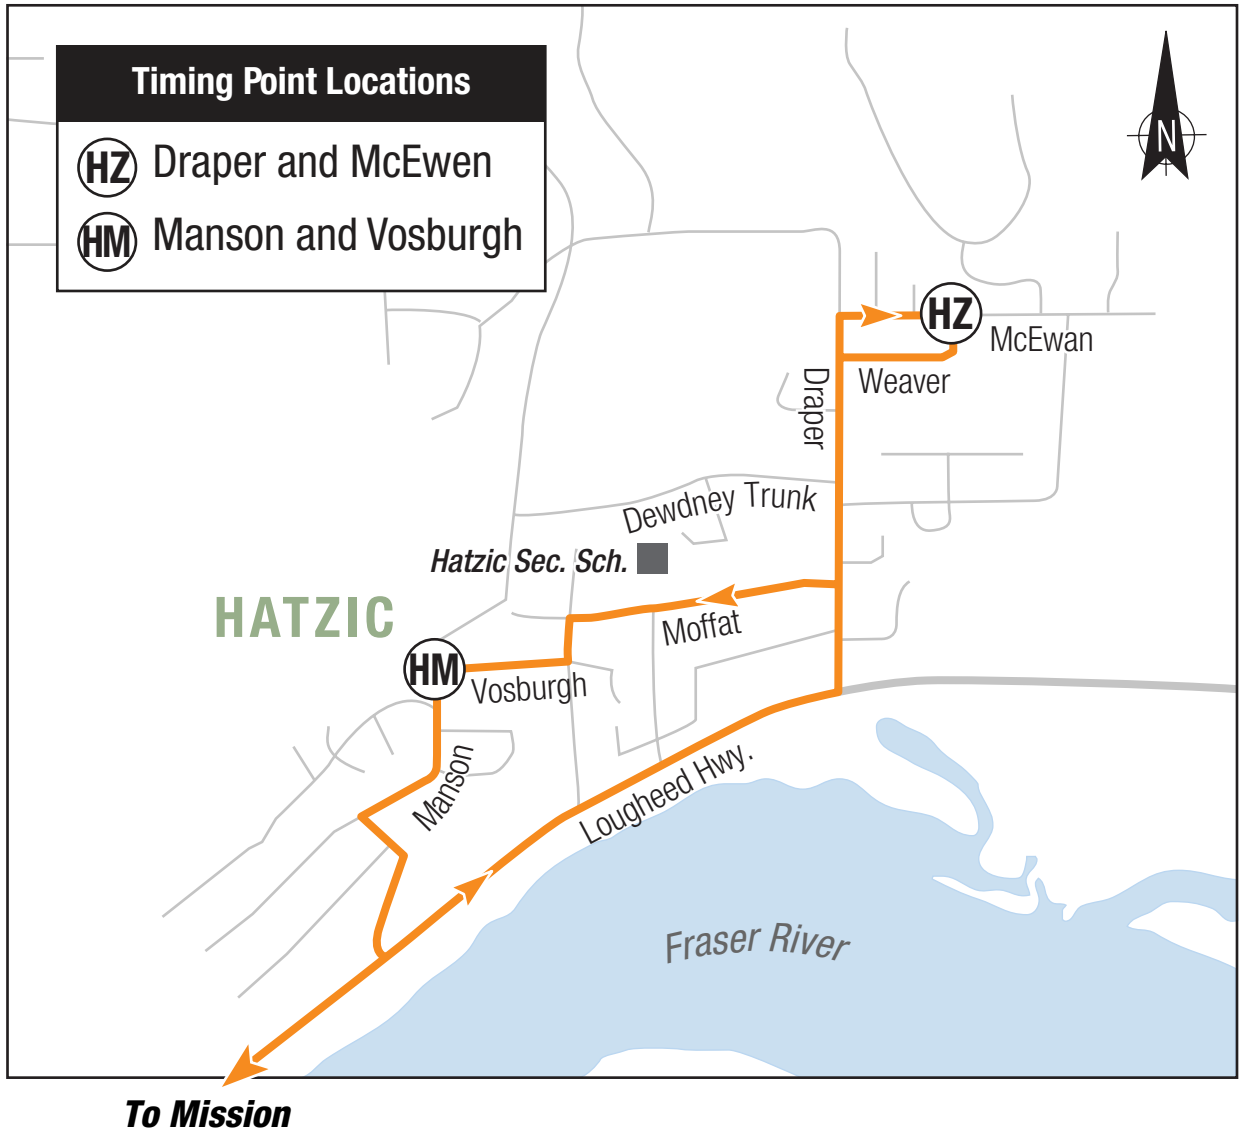 Timing Point Locations
HZ Draper and McEwen
HM Manson and Vosburgh
N
HZ
McEwan
Weaver
Draper
Dewdney Trunk
Hatzic Sec. Sch.
HATZIC
Moffat
HM
Vosburgh
Manson
Lougheed Hwy.
Fraser River
To Mission